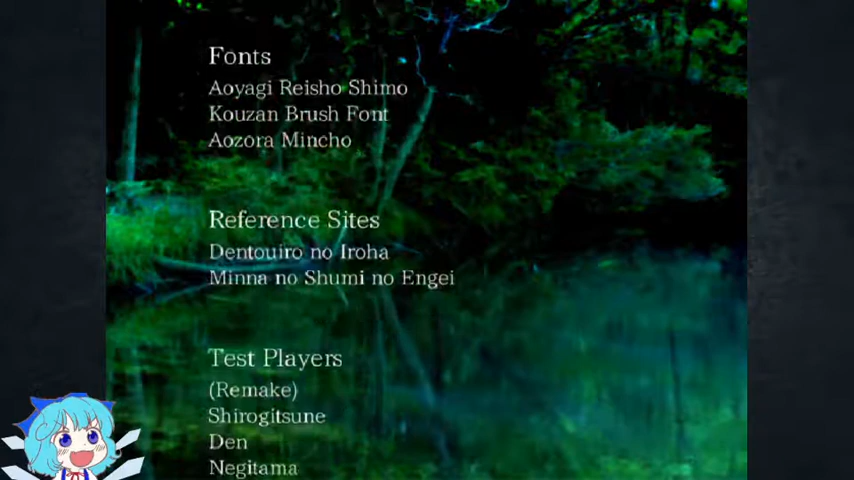 Fonts
Aoyagi Reisho Shimo
Kouzan Brush Font
Aozora Mincho
Reference Sites
Dentouiro no Iroha
Minna no Shumi no Engei
Test Players
(Remake)
Shirogitsune
Den
Negitama